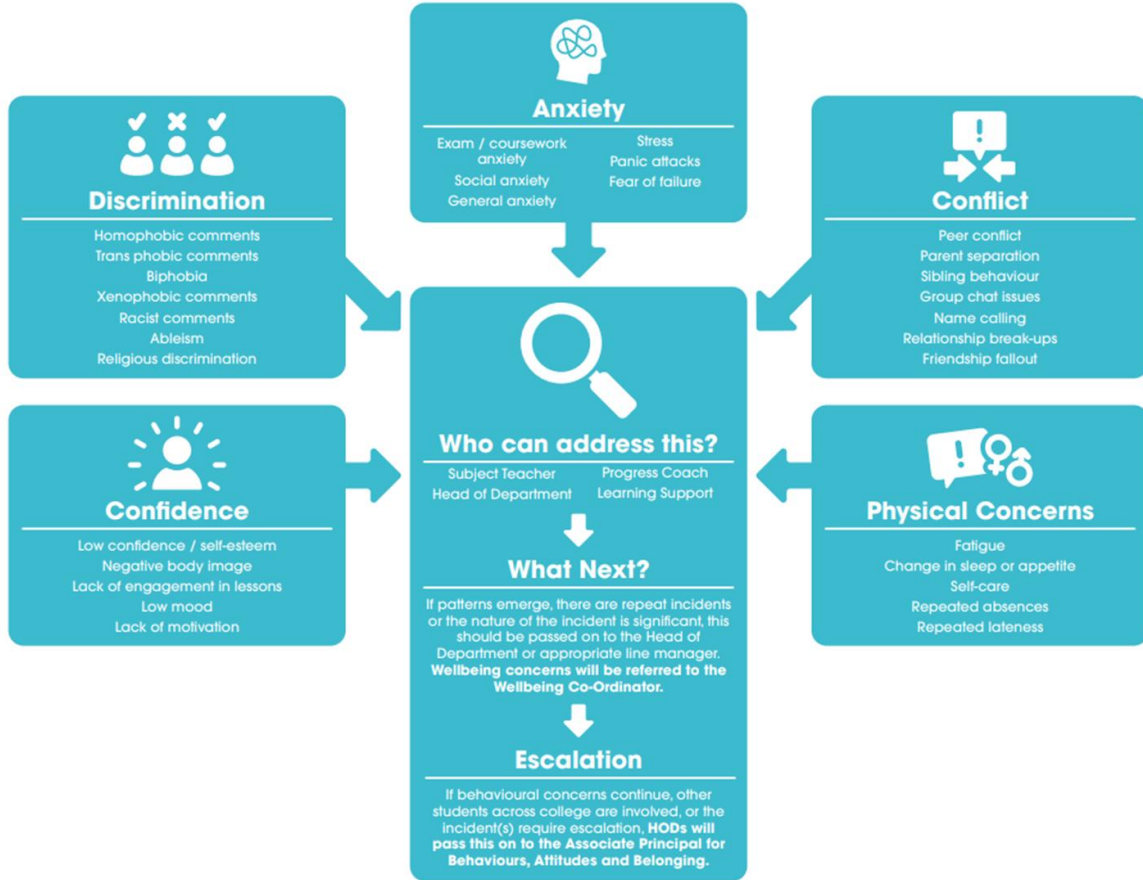 Anxiety
Exam / coursework
anxiety
Social anxiety
General anxiety
Stress
Panic attacks
Fear of failure
Discrimination
Homophobic comments
Trans phobic comments
Biphobia
Xenophobic comments
Racist comments
Ableism
Religious discrimination
!
Conflict
Peer conflict
Parent separation
Sibling behaviour
Group chat issues
Name calling
Relationship break-ups
Friendship fallout
Confidence
Low confidence / self-esteem
Negative body image
Lack of engagement in lessons
Low mood
Lack of motivation
!
Physical Concerns
Fatigue
Change in sleep or appetite
Self-care
Repeated absences
Repeated lateness
Who can address this?
Subject Teacher
Head of Department
Progress Coach
Learning Support
What Next?
If patterns emerge, there are repeat incidents
or the nature of the incident is significant, this
should be passed on to the Head of
Department or appropriate line manager.
Wellbeing concerns will be referred to the
Wellbeing Co-Ordinator.
Escalation
If behavioural concerns continue, other
students across college are involved, or the
incident(s) require escalation, HODs will
pass this on to the Associate Principal for
Behaviours, Attitudes and Belonging.